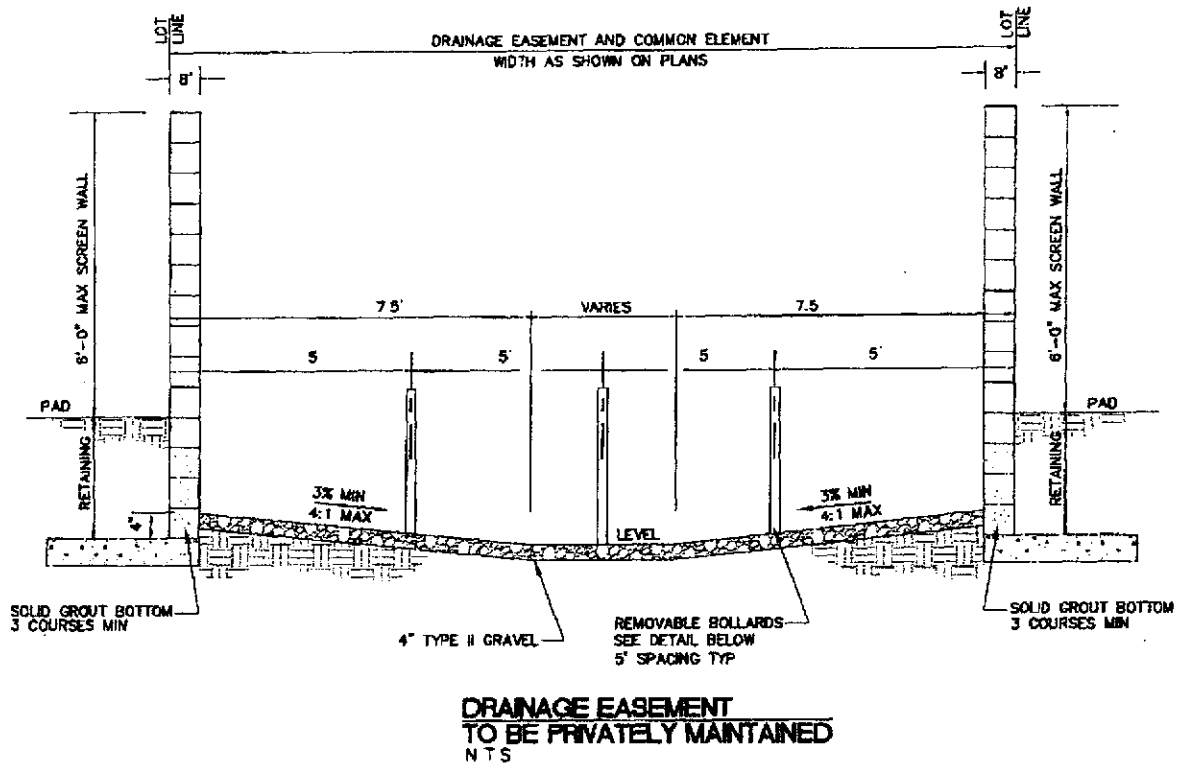 LOT
LINE
LOT
LINE
DRAINAGE EASEMENT AND COMMON ELEMENT
WIDTH AS SHOWN ON PLANS
8"
8"
6'-0" MAX SCREEN WALL
6'-0" MAX SCREEN WALL
7 5'
VARIES
7.5
5
5'
5
5'
PAD
PAD
RETAINING
RETAINING
3% MIN
4:1 MAX
3% MIN
4:1 MAX
LEVEL
SOLID GROUT BOTTOM
3 COURSES MIN
4" TYPE II GRAVEL
REMOVABLE BOLLARDS
SEE DETAIL BELOW
5' SPACING TYP
SOLID GROUT BOTTOM
3 COURSES MIN
DRAINAGE EASEMENT
TO BE PRIVATELY MAINTAINED
N T S